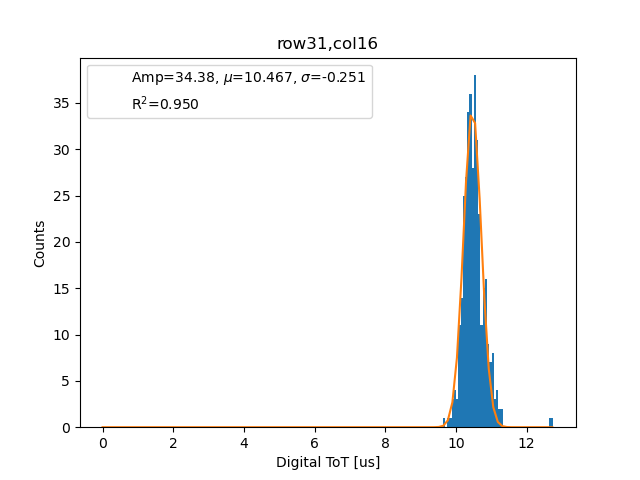 row31,col16
Amp=34.38, μ=10.467, σ=-0.251
R²=0.950
Counts
35
30
25
20
15
10
5
0
0 2 4 6 8 10 12
Digital ToT [us]